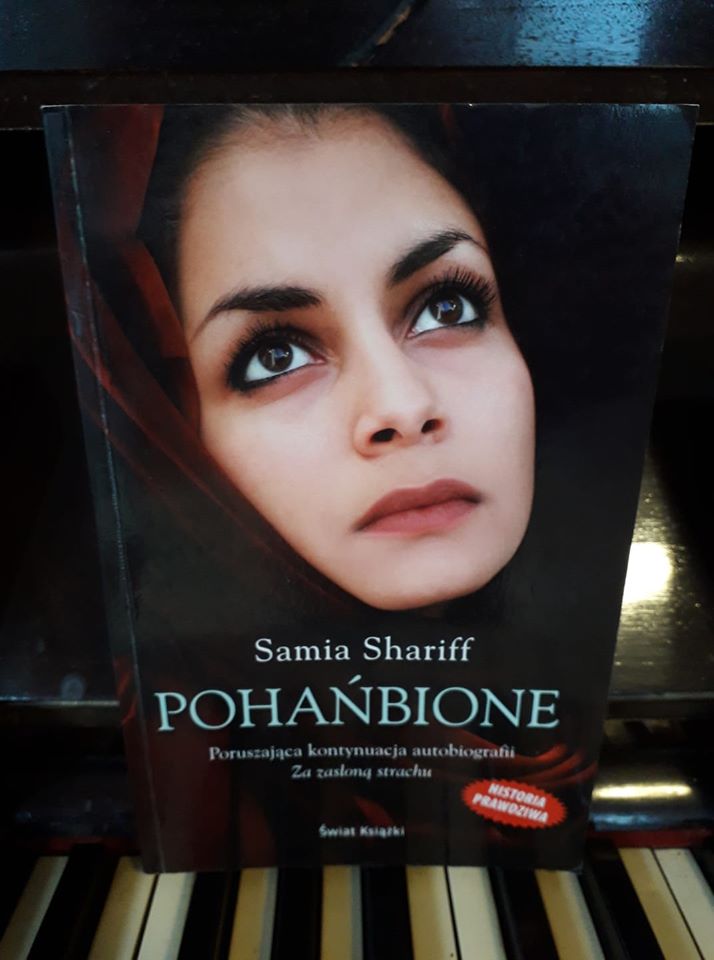 Samia Shariff
POHAŃBIONE
Poruszająca kontynuacja autobiografii
Za zasłoną strachu
HISTORIA
PRAWDZIWA
Świat Książki